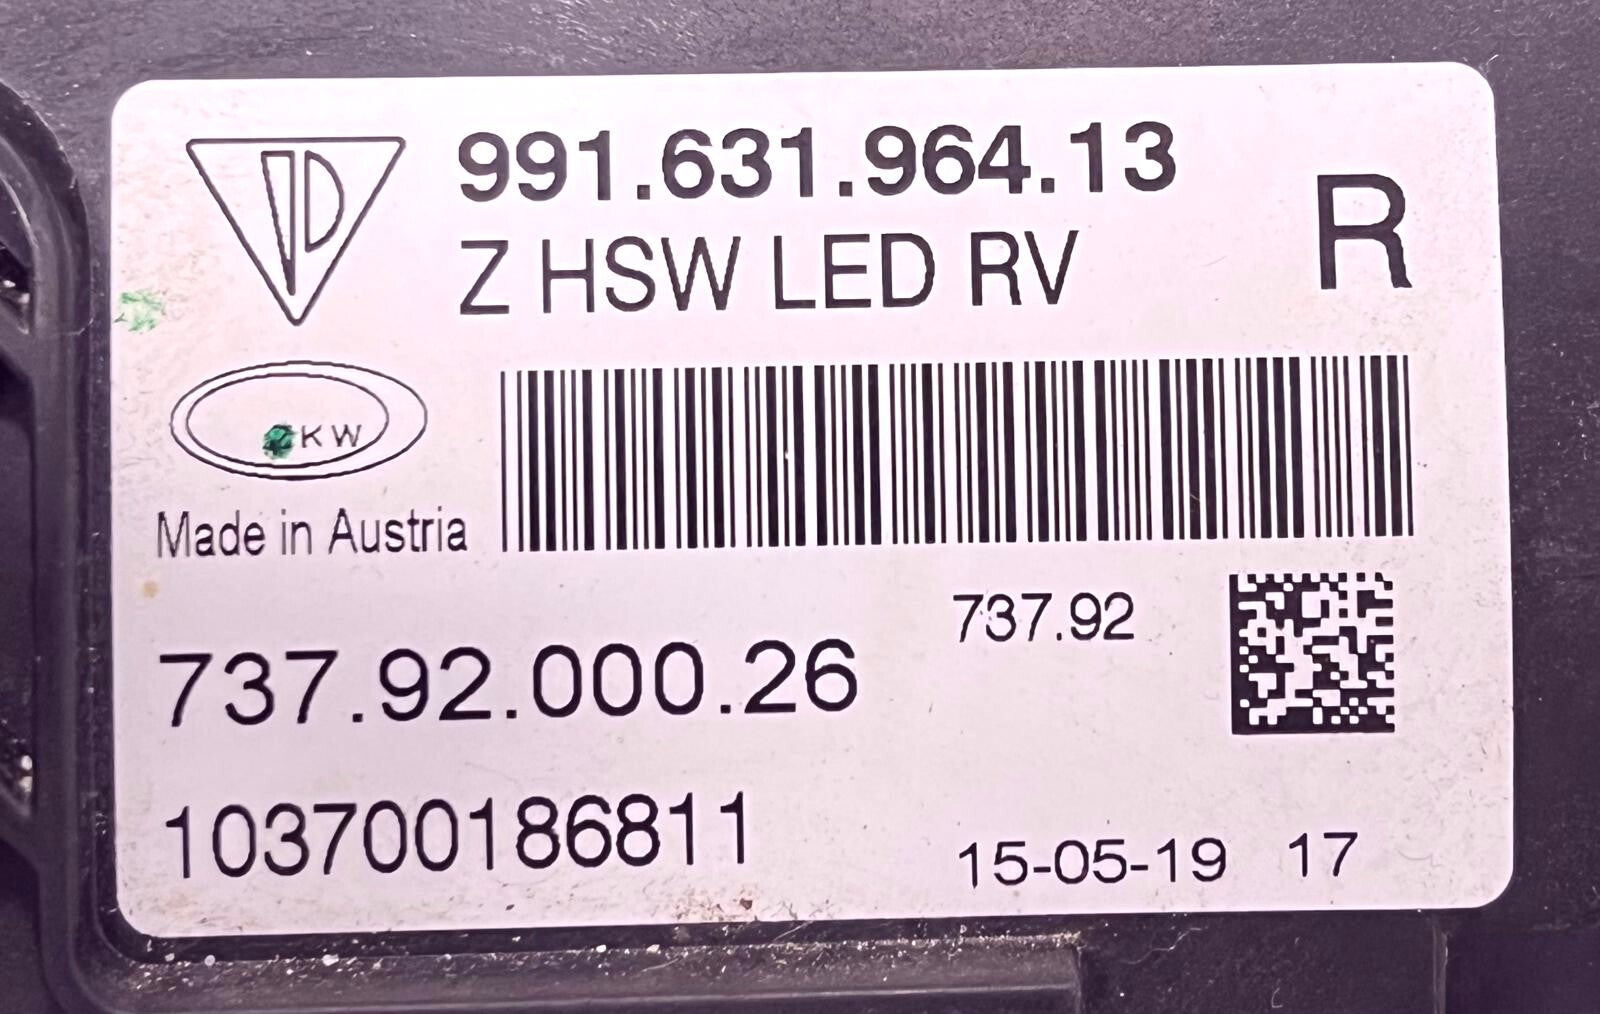 991.631.964.13
Z HSW LED RV
R
KW
Made in Austria
737.92
737.92.000.26
103700186811
15-05-19 17